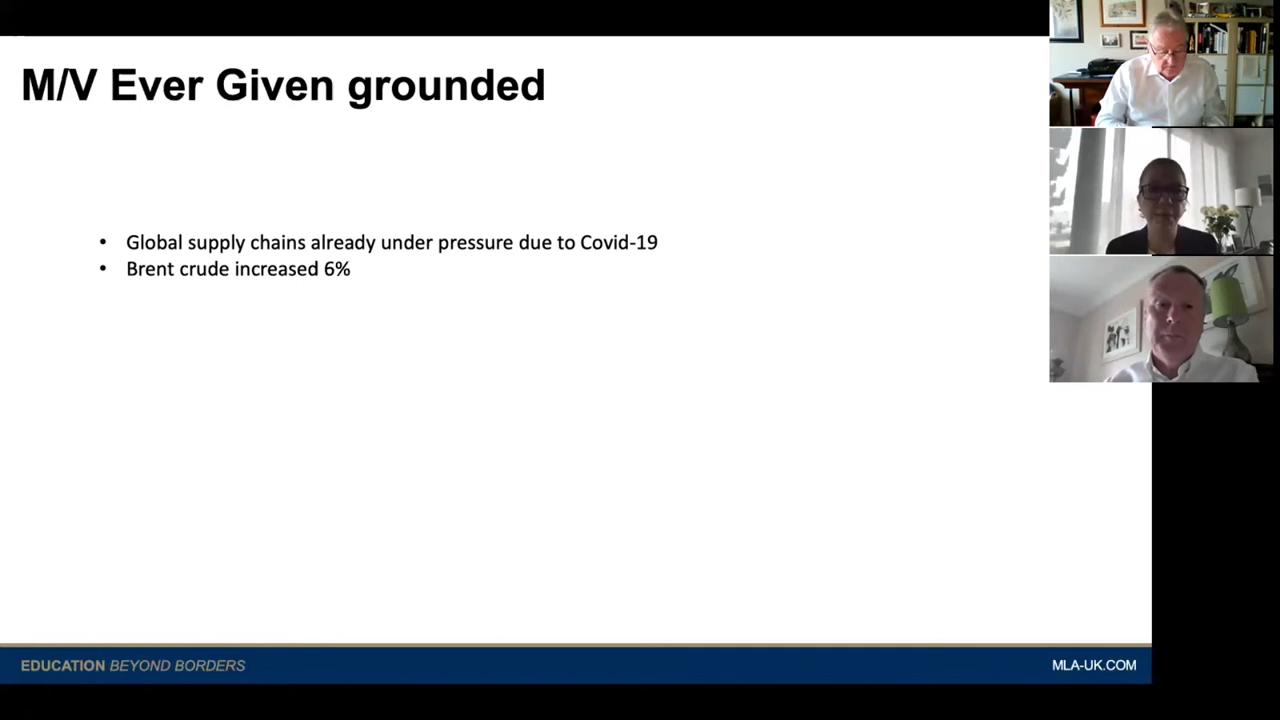 M/V Ever Given grounded
• Global supply chains already under pressure due to Covid-19
• Brent crude increased 6%
EDUCATION BEYOND BORDERS
MLA-UK.COM